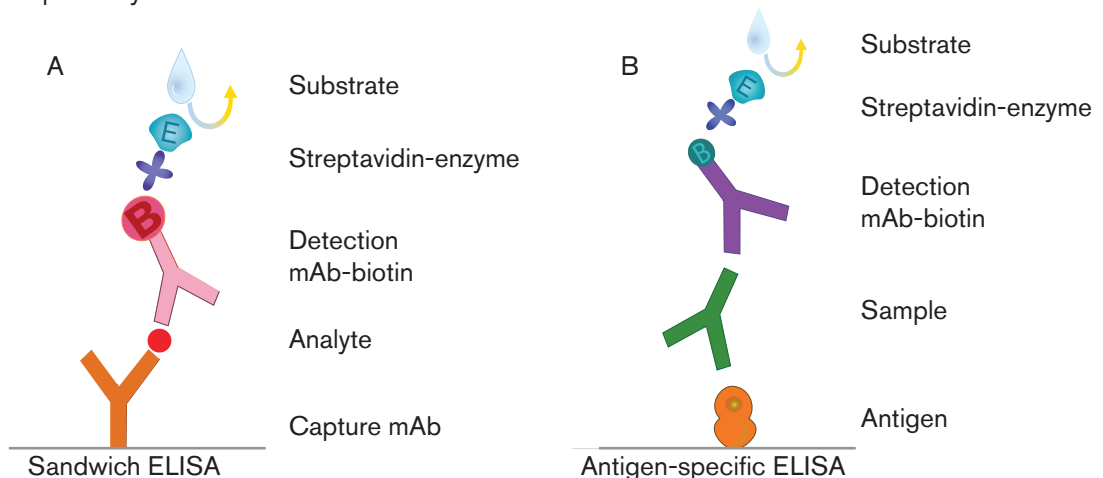 A
Substrate
E
Streptavidin-enzyme
B
Detection
mAb-biotin
Analyte
Capture mAb
Sandwich ELISA
B
Substrate
E
Streptavidin-enzyme
B
Detection
mAb-biotin
Sample
Antigen
Antigen-specific ELISA